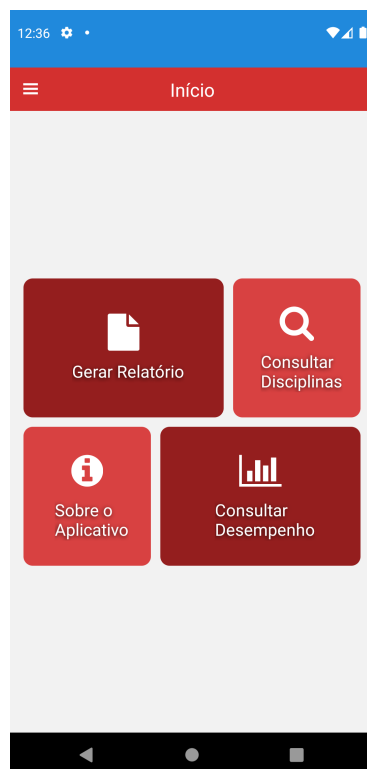 12:36
Início
Gerar Relatório
Consultar
Disciplinas
Sobre o
Aplicativo
Consultar
Desempenho